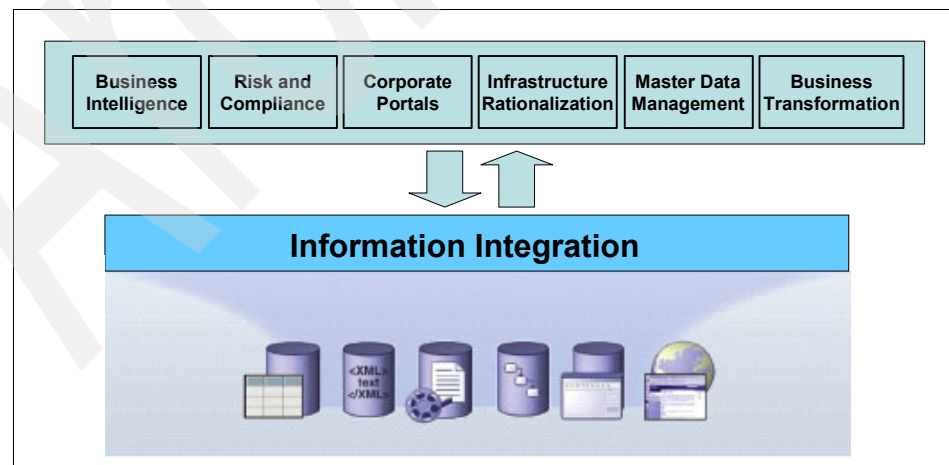 Business
Intelligence
Risk and
Compliance
Corporate
Portals
Infrastructure
Rationalization
Master Data
Management
Business
Transformation
Information Integration
<XML>
text
</XML>